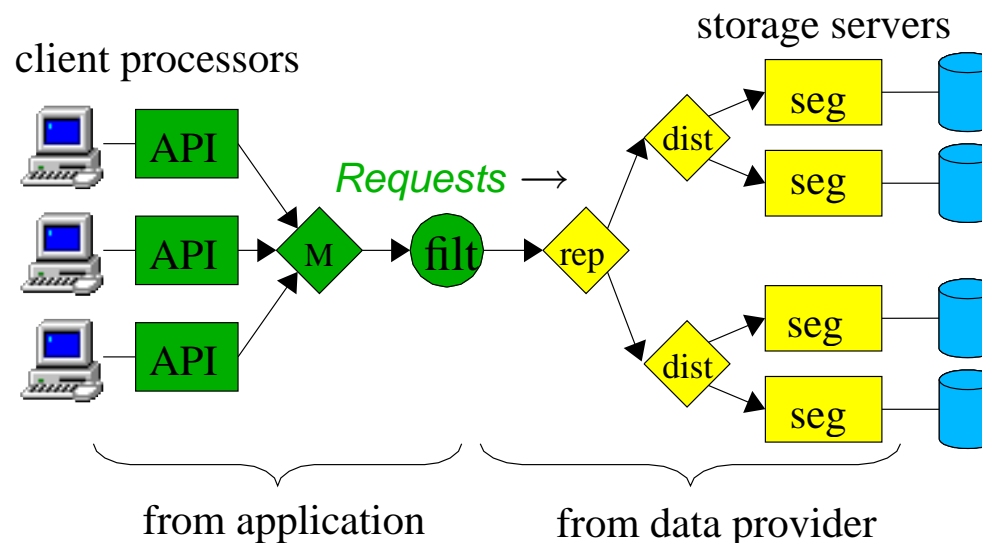 storage servers
client processors
API
API
API
M
Requests →
filt
rep
dist
dist
seg
seg
seg
seg
from application
from data provider